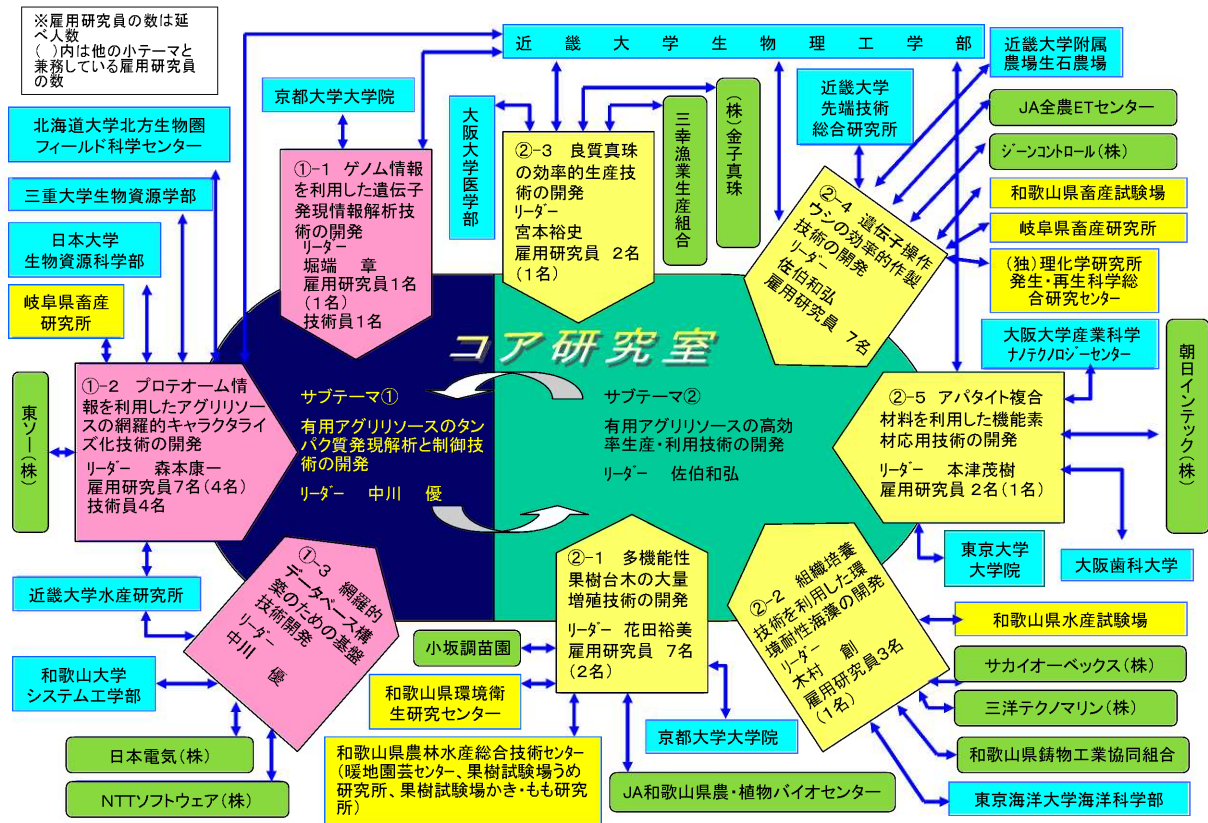 ※雇用研究員の数は延
べ人数
( )内は他の小テーマと
兼務している雇用研究員
の数
近畿大学生物理工学部
近畿大学附属
農場生石農場
京都大学大学院
大阪大学医学部
三幸漁業生産組合
(株)金子真珠
近畿大学
先端技術
総合研究所
JA全農ETセンター
ジーンコントロール(株)
和歌山県畜産試験場
岐阜県畜産研究所
(独)理化学研究所
発生・再生科学総
合研究センター
大阪大学産業科学
ナノテクノロジーセンター
朝日インテック(株)
北海道大学北方生物圏
フィールド科学センター
三重大学生物資源学部
日本大学
生物資源科学部
岐阜県畜産
研究所
東ソー(株)
①-1 ゲノム情報
を利用した遺伝子
発現情報解析技
術の開発
リーダー
堀端 章
雇用研究員1名
(1名)
技術員1名
②-3 良質真珠
の効率的生産技
術の開発
リーダー
宮本裕史
雇用研究員 2名
(1名)
②-4 遺伝子操作
ウシの効率的作製
技術の開発
リーダー
佐伯和弘
雇用研究員 7名
コア研究室
①-2 プロテオーム情
報を利用したアグリリソー
スの網羅的キャラクタライ
ズ化技術の開発
リーダー 森本康一
雇用研究員7名(4名)
技術員4名
サブテーマ①
有用アグリリソースのタン
パク質発現解析と制御技
術の開発
リーダー 中川 優
サブテーマ②
有用アグリリソースの高効
率生産・利用技術の開発
リーダー 佐伯和弘
②-5 アパタイト複合
材料を利用した機能素
材応用技術の開発
リーダー 本津茂樹
雇用研究員 2名(1名)
東京大学
大学院
大阪歯科大学
近畿大学水産研究所
①-3 網羅的
データベース構
築のための基盤
技術開発
リーダー
中川 優
②-1 多機能性
果樹台木の大量
増殖技術の開発
リーダー 花田裕美
雇用研究員 7名
(2名)
②-2 組織培養
技術を利用した環
境耐性海藻の開発
リーダー
木村 創
雇用研究員3名
(1名)
和歌山大学
システム工学部
日本電気(株)
NTTソフトウェア(株)
小坂調苗園
和歌山県環境衛
生研究センター
和歌山県農林水産総合技術センター
(暖地園芸センター、果樹試験場うめ
研究所、果樹試験場かき・もも研究
所)
京都大学大学院
JA和歌山県農・植物バイオセンター
和歌山県水産試験場
サカイオーベックス(株)
三洋テクノマリン(株)
和歌山県鋳物工業協同組合
東京海洋大学海洋科学部